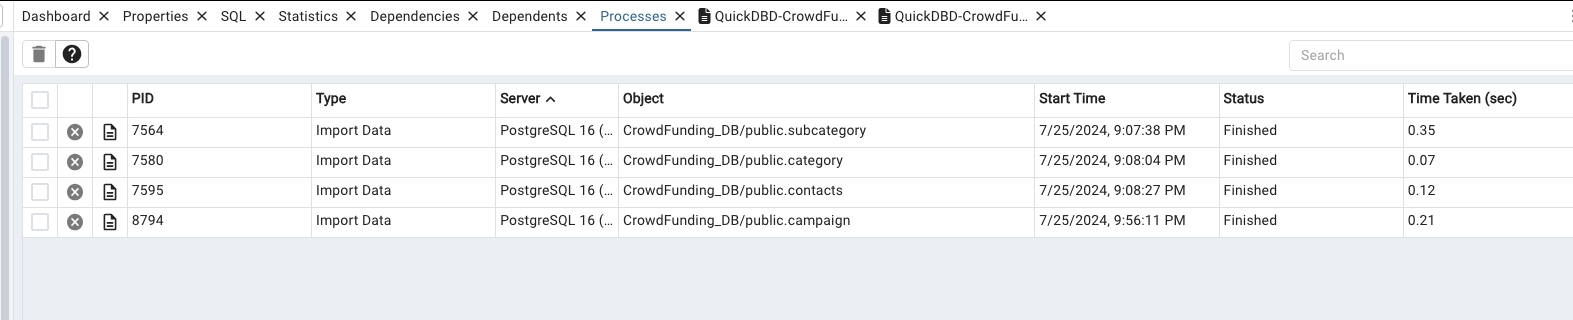 Dashboard Properties SQL Statistics Dependencies Dependents Processes QuickDBD-CrowdFu... QuickDBD-CrowdFu...
Search
PID Type Server Object Start Time Status Time Taken (sec)
7564 Import Data PostgreSQL 16 (... CrowdFunding_DB/public.subcategory 7/25/2024, 9:07:38 PM Finished 0.35
7580 Import Data PostgreSQL 16 (... CrowdFunding_DB/public.category 7/25/2024, 9:08:04 PM Finished 0.07
7595 Import Data PostgreSQL 16 (... CrowdFunding_DB/public.contacts 7/25/2024, 9:08:27 PM Finished 0.12
8794 Import Data PostgreSQL 16 (... CrowdFunding_DB/public.campaign 7/25/2024, 9:56:11 PM Finished 0.21